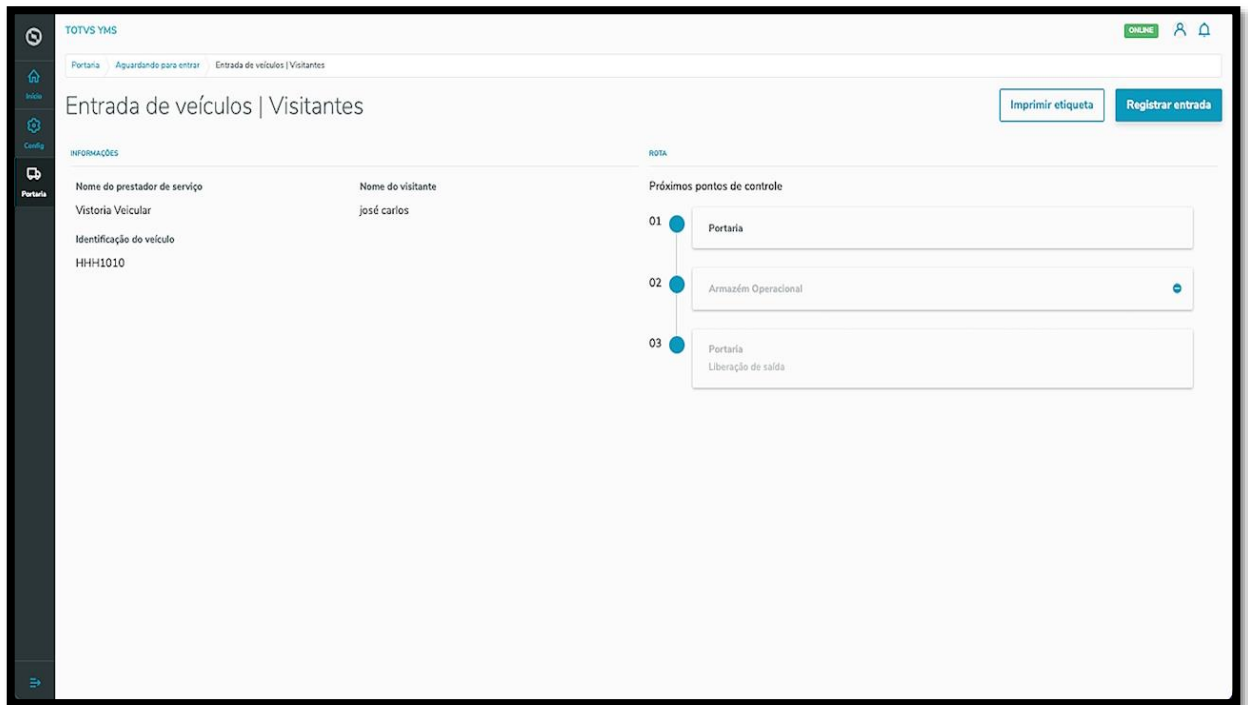 TOTVS YMS
ONLINE
Início
Config
Portaria
Portaria
Aguardando para entrar
Entrada de veículos | Visitantes
Entrada de veículos | Visitantes
Imprimir etiqueta
Registrar entrada
INFORMAÇÕES
Nome do prestador de serviço
Nome do visitante
Vistoria Veicular
josé carlos
Identificação do veículo
HHH1010
ROTA
Próximos pontos de controle
01
Portaria
02
Armazém Operacional
03
Portaria
Liberação de saída